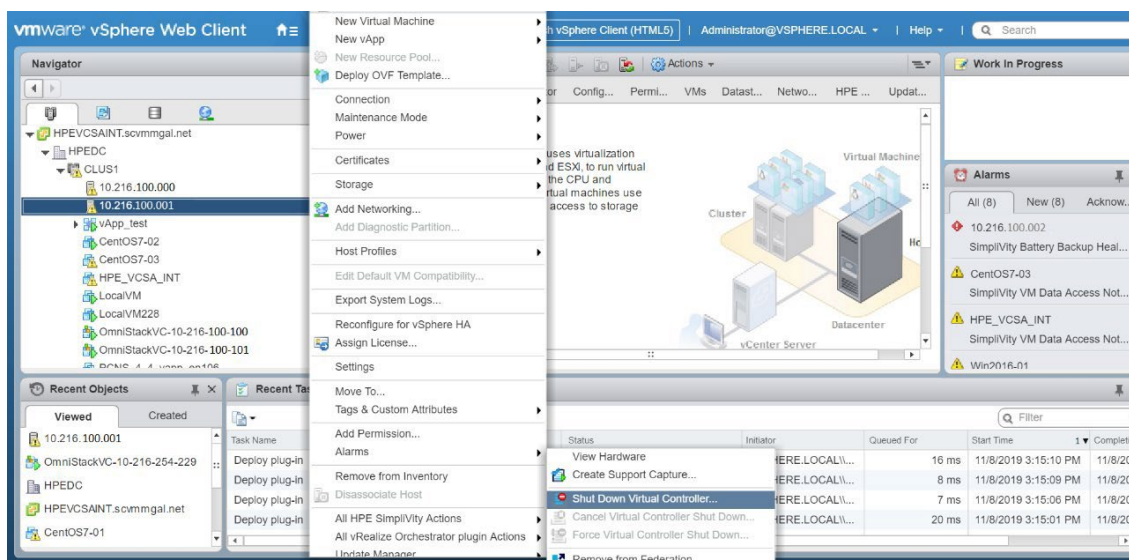 vmware® vSphere Web Client
h vSphere Client (HTML5) | Administrator@VSPHERE.LOCAL | Help | Search
Navigator
HPEVCSAINT.scvmmgal.net
HPEDC
CLUS1
10.216.100.000
10.216.100.001
vApp_test
CentOS7-02
CentOS7-03
HPE_VCSA_INT
LocalVM
LocalVM228
OmniStackVC-10-216-100-100
OmniStackVC-10-216-100-101
New Virtual Machine
New vApp
New Resource Pool...
Deploy OVF Template...
Connection
Maintenance Mode
Power
Certificates
Storage
Add Networking...
Add Diagnostic Partition...
Host Profiles
Edit Default VM Compatibility...
Export System Logs...
Reconfigure for vSphere HA
Assign License...
Settings
Move To...
Tags & Custom Attributes
Add Permission...
Alarms
Remove from Inventory
Disassociate Host
All HPE SimpliVity Actions
All vRealize Orchestrator plugin Actions
Update Manager
View Hardware
Create Support Capture...
Shut Down Virtual Controller...
Cancel Virtual Controller Shut Down...
Force Virtual Controller Shut Down...
Remove from Federation
Actions
or Config... Permi... VMs Datast... Netwo... HPE ... Updat...
uses virtualization
d ESXi, to run virtual
the CPU and
rtual machines use
access to storage
Virtual Machine
Cluster
Ho
Datacenter
vCenter Server
Work In Progress
Alarms
All (8) New (8) Acknow...
10.216.100.002
SimpliVity Battery Backup Heal...
CentOS7-03
SimpliVity VM Data Access Not...
HPE_VCSA_INT
SimpliVity VM Data Access Not...
Win2016-01
Recent Objects
Viewed Created
10.216.100.001
OmniStackVC-10-216-254-229
HPEDC
HPEVCSAINT.scvmmgal.net
CentOS7-01
Recent Ta
Filter
Task Name Status Initiator Queued For Start Time 1 Completi
Deploy plug-in HERE.LOCAL\\... 16 ms 11/8/2019 3:15:10 PM 11/8/20
Deploy plug-in HERE.LOCAL\\... 8 ms 11/8/2019 3:15:09 PM 11/8/20
Deploy plug-in HERE.LOCAL\\... 7 ms 11/8/2019 3:15:06 PM 11/8/20
Deploy plug-in HERE.LOCAL\\... 20 ms 11/8/2019 3:15:01 PM 11/8/20